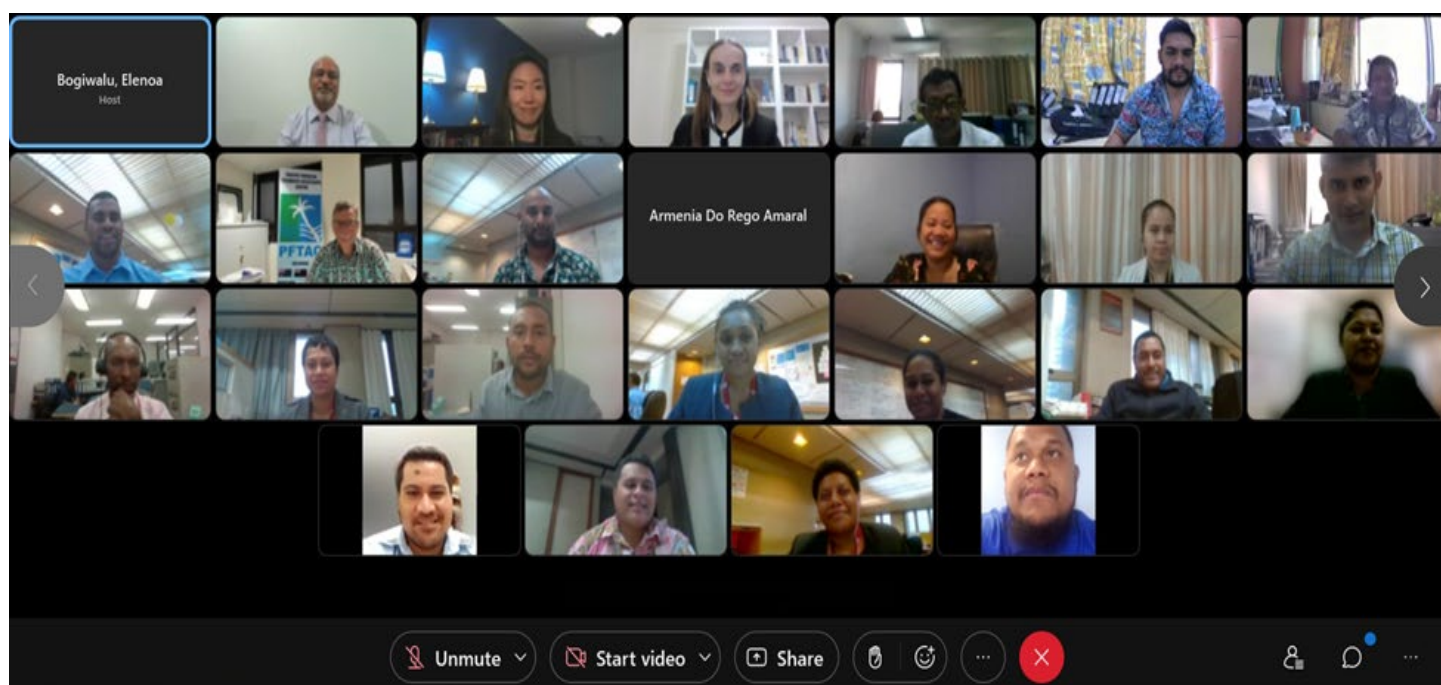 Bogiwalu, Elenoa
Host
PFTAC
Armenia Do Rego Amaral
Unmute
Start video
Share